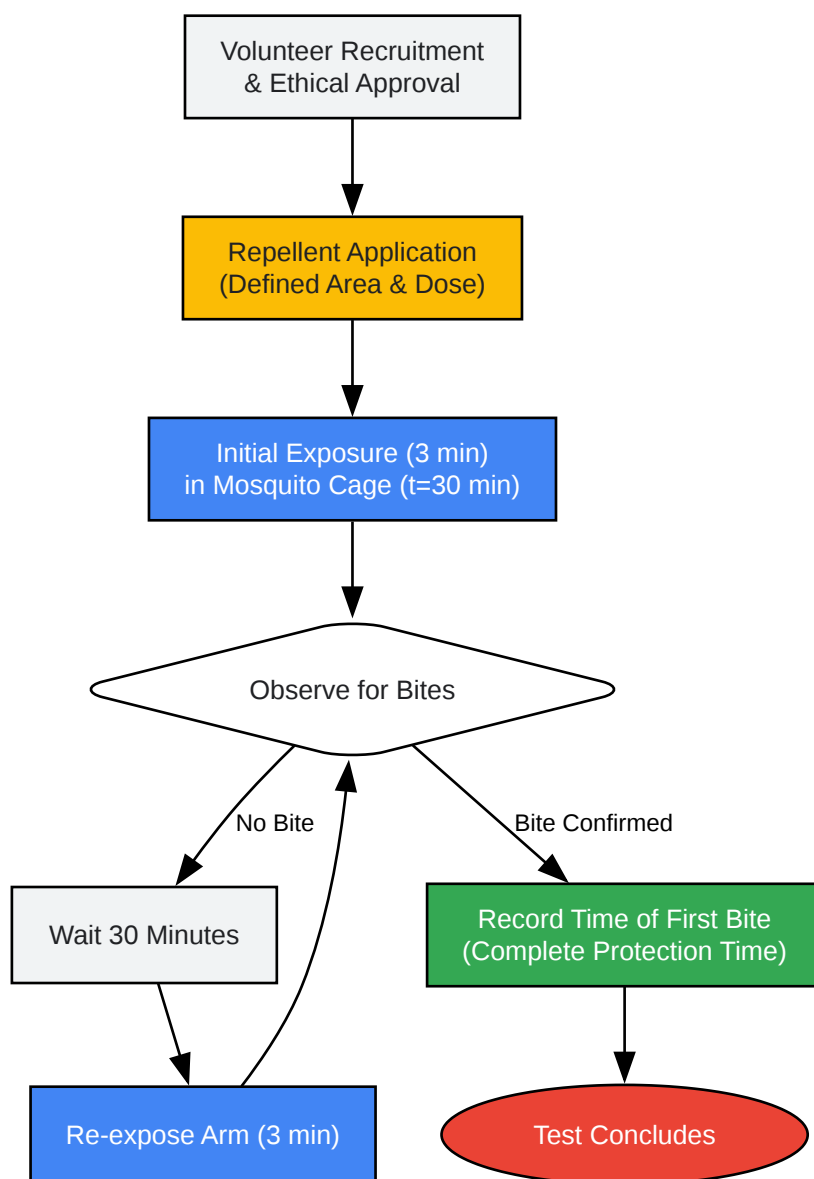 Volunteer Recruitment
& Ethical Approval
Repellent Application
(Defined Area & Dose)
Initial Exposure (3 min)
in Mosquito Cage (t=30 min)
Observe for Bites
No Bite
Bite Confirmed
Wait 30 Minutes
Record Time of First Bite
(Complete Protection Time)
Re-expose Arm (3 min)
Test Concludes